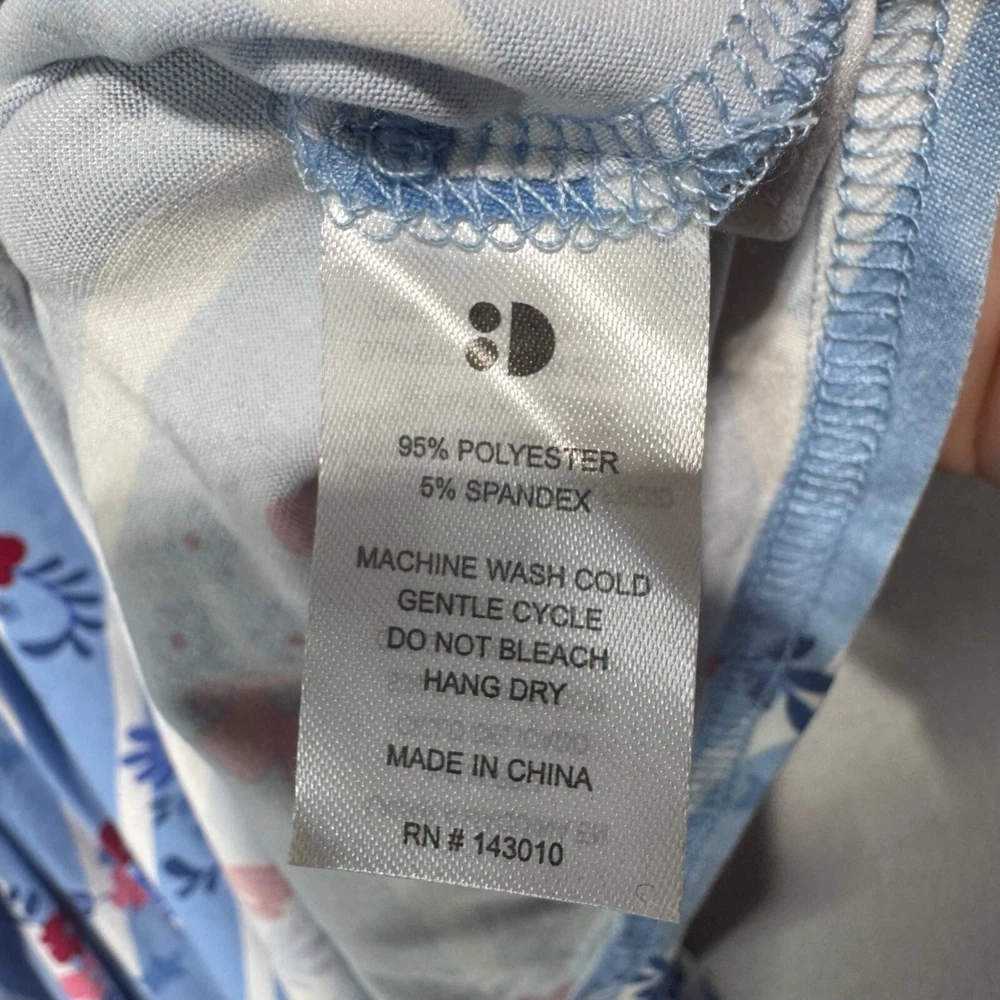 95% POLYESTER
5% SPANDEX
MACHINE WASH COLD
GENTLE CYCLE
DO NOT BLEACH
HANG DRY
MADE IN CHINA
RN # 143010